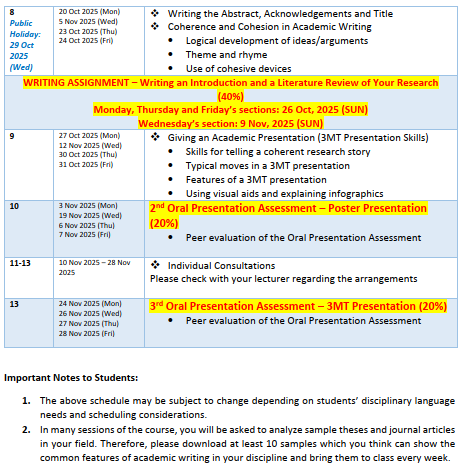 8
Public
Holiday:
29 Oct
2025
(Wed)
20 Oct 2025 (Mon)
5 Nov 2025 (Wed)
23 Oct 2025 (Thu)
24 Oct 2025 (Fri)
❖ Writing the Abstract, Acknowledgements and Title
❖ Coherence and Cohesion in Academic Writing
• Logical development of ideas/arguments
• Theme and rhyme
• Use of cohesive devices
WRITING ASSIGNMENT – Writing an Introduction and a Literature Review of Your Research
(40%)
Monday, Thursday and Friday's sections: 26 Oct, 2025 (SUN)
Wednesday's section: 9 Nov, 2025 (SUN)
9
27 Oct 2025 (Mon)
12 Nov 2025 (Wed)
30 Oct 2025 (Thu)
31 Oct 2025 (Fri)
❖ Giving an Academic Presentation (3MT Presentation Skills)
• Skills for telling a coherent research story
• Typical moves in a 3MT presentation
• Features of a 3MT presentation
• Using visual aids and explaining infographics
10
3 Nov 2025 (Mon)
19 Nov 2025 (Wed)
6 Nov 2025 (Thu)
7 Nov 2025 (Fri)
2nd Oral Presentation Assessment – Poster Presentation
(20%)
• Peer evaluation of the Oral Presentation Assessment
11-13
10 Nov 2025 – 28 Nov
2025
❖ Individual Consultations
Please check with your lecturer regarding the arrangements
13
24 Nov 2025 (Mon)
26 Nov 2025 (Wed)
27 Nov 2025 (Thu)
28 Nov 2025 (Fri)
3rd Oral Presentation Assessment – 3MT Presentation (20%)
• Peer evaluation of the Oral Presentation Assessment
Important Notes to Students:
1. The above schedule may be subject to change depending on students' disciplinary language
needs and scheduling considerations.
2. In many sessions of the course, you will be asked to analyze sample theses and journal articles
in your field. Therefore, please download at least 10 samples which you think can show the
common features of academic writing in your discipline and bring them to class every week.